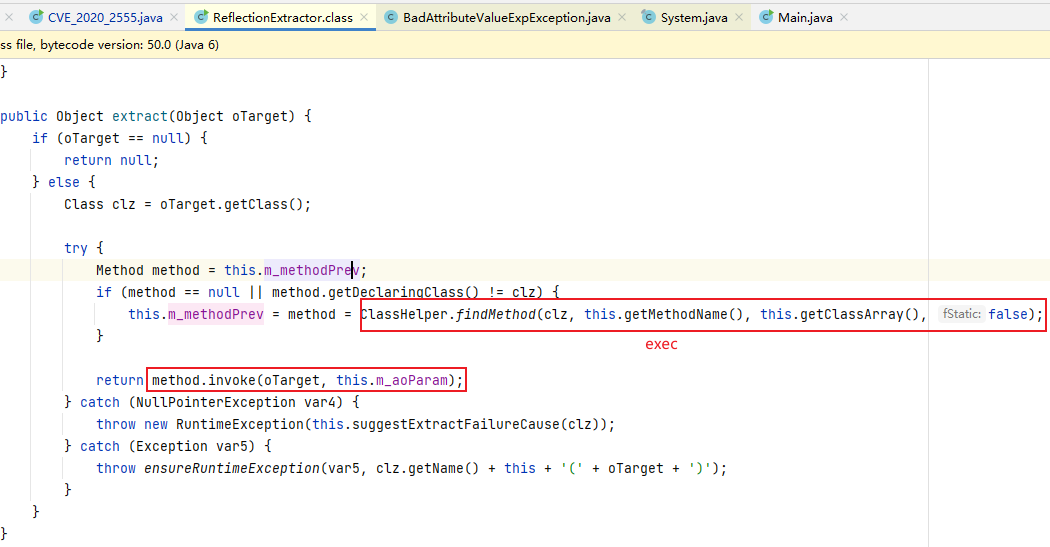 CVE_2020_2555.java ReflectionExtractor.class BadAttributeValueExpException.java System.java Main.java
ss file, bytecode version: 50.0 (Java 6)
}
public Object extract(Object oTarget) {
if (oTarget == null) {
return null;
} else {
Class clz = oTarget.getClass();
try {
Method method = this.m_methodPrev;
if (method == null || method.getDeclaringClass() != clz) {
this.m_methodPrev = method = ClassHelper.findMethod(clz, this.getMethodName(), this.getClassArray(), fStatic: false);
}
exec
return method.invoke(oTarget, this.m_aoParam);
} catch (NullPointerException var4) {
throw new RuntimeException(this.suggestExtractFailureCause(clz));
} catch (Exception var5) {
throw ensureRuntimeException(var5, clz.getName() + this + '(' + oTarget + ')');
}
}
}